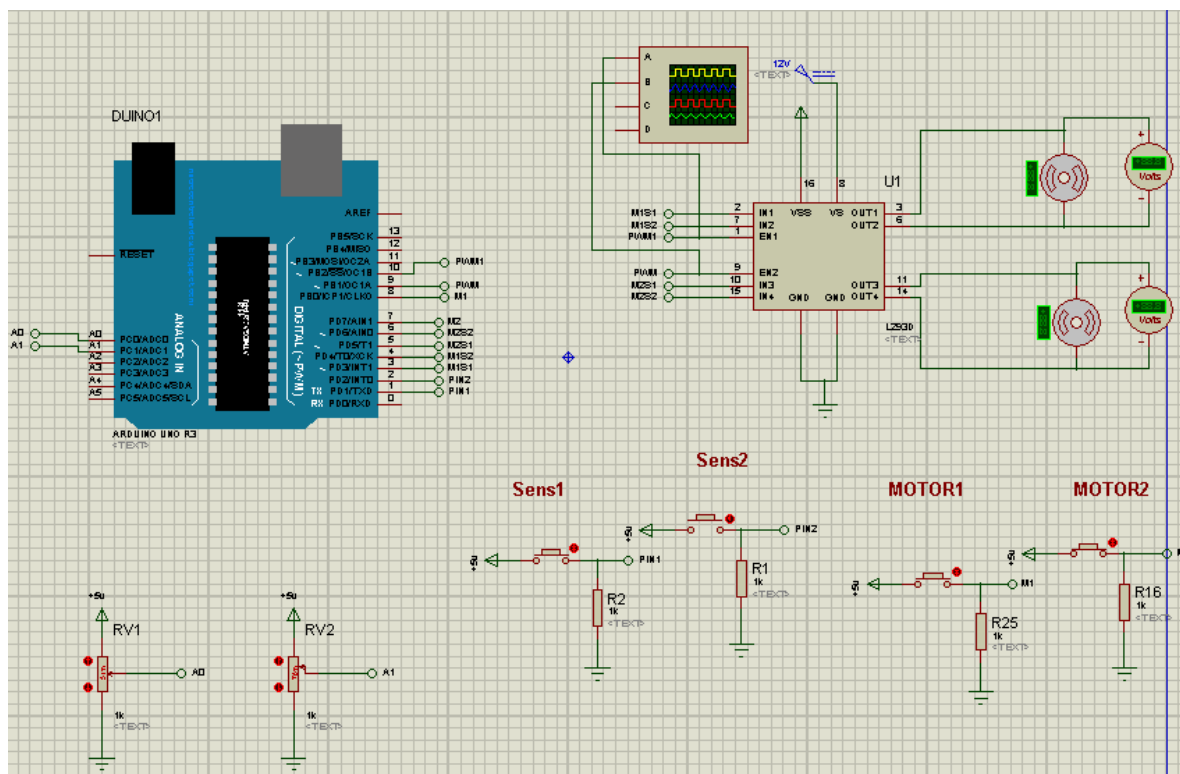 A
B
C
D
12V
<TEXT>
DUINO1
16
8
U1
M1S1
2
IN1
VSS
VS
OUT1
3
M1S2
7
IN2
OUT2
6
PWM1
1
EN1
PWM
9
EN2
M2S1
10
IN3
OUT3
11
M2S2
15
IN4
GND
GND
OUT4
14
L293D
<TEXT>
+
Volts
-
+
Volts
-
AREF
RESET
PB5/SCK
13
PB4/MISO
12
~ PB3/MOSI/OC2A
11
~ PB2/SS/OC1B
10
PWM1
~ PB1/OC1A
9
PWM
PB0/ICP1/CLKO
8
M1
A0
A0
PC0/ADC0
A1
A1
PC1/ADC1
A2
PC2/ADC2
A3
PC3/ADC3
A4
PC4/ADC4/SDA
A5
PC5/ADC5/SCL
ANALOG IN
DIGITAL (~PWM)
PD7/AIN1
7
M2
~ PD6/AIN0
6
M2S2
~ PD5/T1
5
M2S1
PD4/T0/XCK
4
M1S2
~ PD3/INT1
3
M1S1
PD2/INT0
2
PIN2
TX PD1/TXD
1
PIN1
RX PD0/RXD
0
ARDUINO UNO R3
<TEXT>
Sens2
Sens1
MOTOR1
MOTOR2
+5v
PIN2
+5v
PIN1
R1
1k
<TEXT>
R2
1k
<TEXT>
+5v
M1
+5v
R25
1k
<TEXT>
R16
1k
<TEXT>
+5v
RV1
A0
1k
<TEXT>
+5v
RV2
A1
1k
<TEXT>